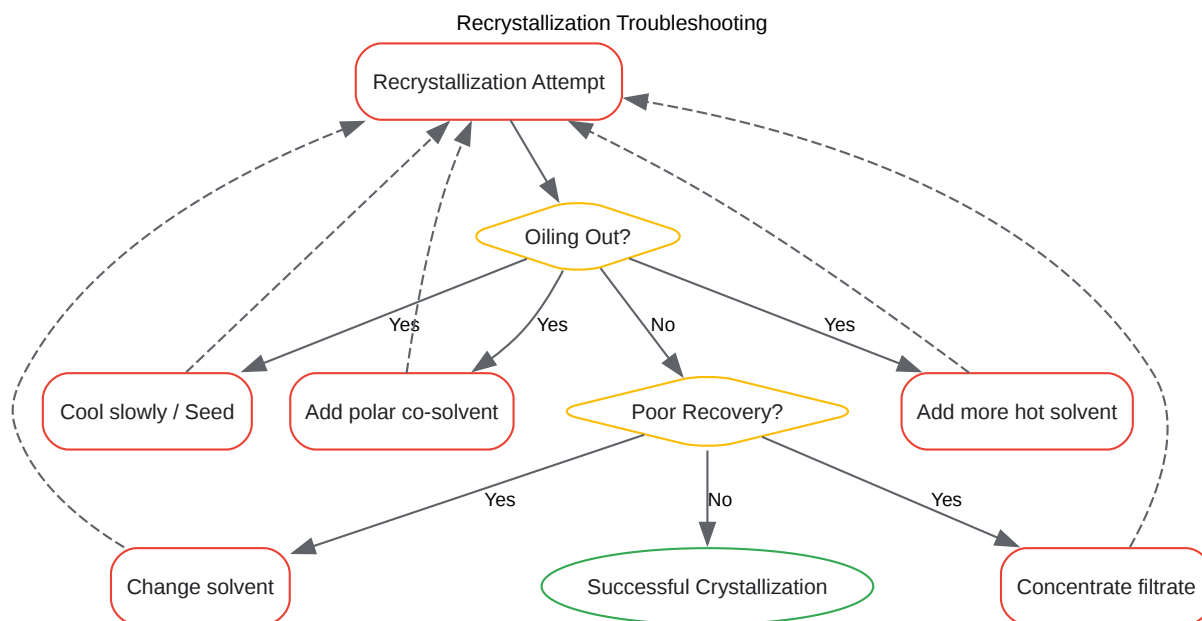 Recrystallization Troubleshooting
Recrystallization Attempt
Oiling Out?
Yes
Yes
No
Yes
Cool slowly / Seed
Add polar co-solvent
Poor Recovery?
Add more hot solvent
Yes
No
Yes
Change solvent
Successful Crystallization
Concentrate filtrate